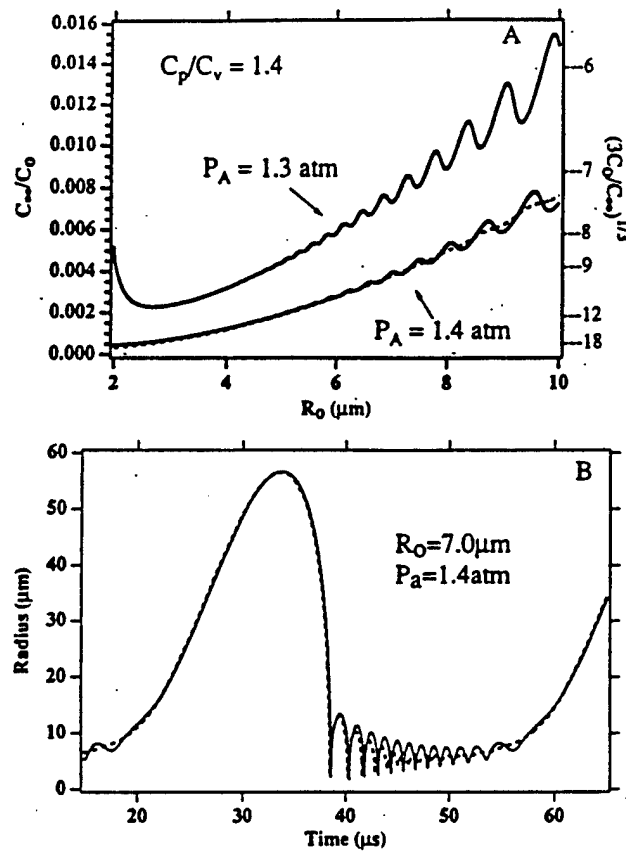 A
0.016
0.014
0.012
0.010
0.008
0.006
0.004
0.002
0.000
C∞/C₀
Cₚ/Cᵥ = 1.4
P_A = 1.3 atm
P_A = 1.4 atm
6
7
8
9
12
18
(3C₀/C∞)^1/3
2
4
6
8
10
R₀ (μm)
B
60
50
40
30
20
10
0
Radius (μm)
R₀=7.0μm
Pₐ=1.4atm
20
30
40
50
60
Time (μs)